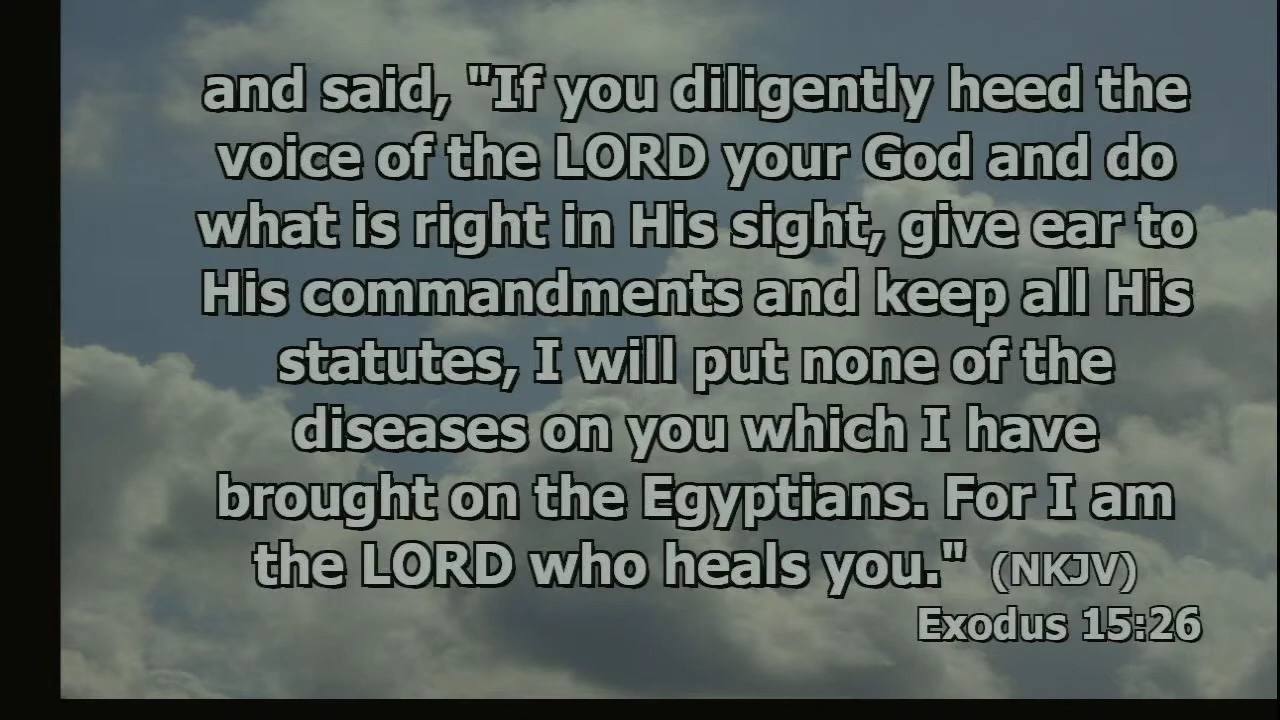 and said, "If you diligently heed the
voice of the LORD your God and do
what is right in His sight, give ear to
His commandments and keep all His
statutes, I will put none of the
diseases on you which I have
brought on the Egyptians. For I am
the LORD who heals you." (NKJV)
Exodus 15:26